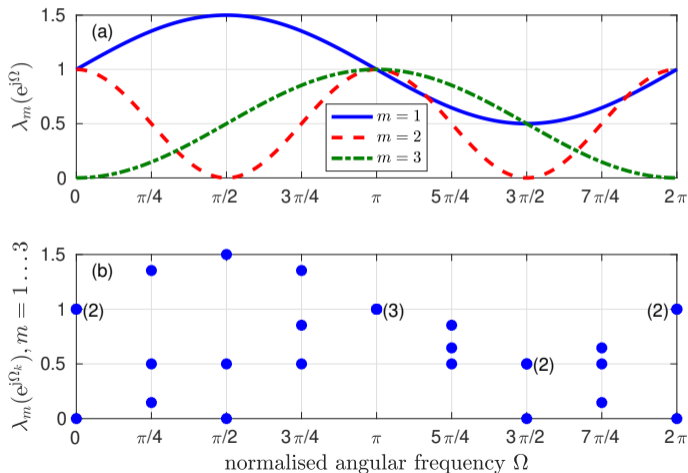 1.5
(a)
1
λ_m(e^{jΩ})
0.5
0
m = 1
m = 2
m = 3
0 π/4 π/2 3π/4 π 5π/4 3π/2 7π/4 2π
1.5
(b)
1
(2) (3) (2)
λ_m(e^{jΩ_k}), m = 1...3
0.5
(2)
0
0 π/4 π/2 3π/4 π 5π/4 3π/2 7π/4 2π
normalised angular frequency Ω